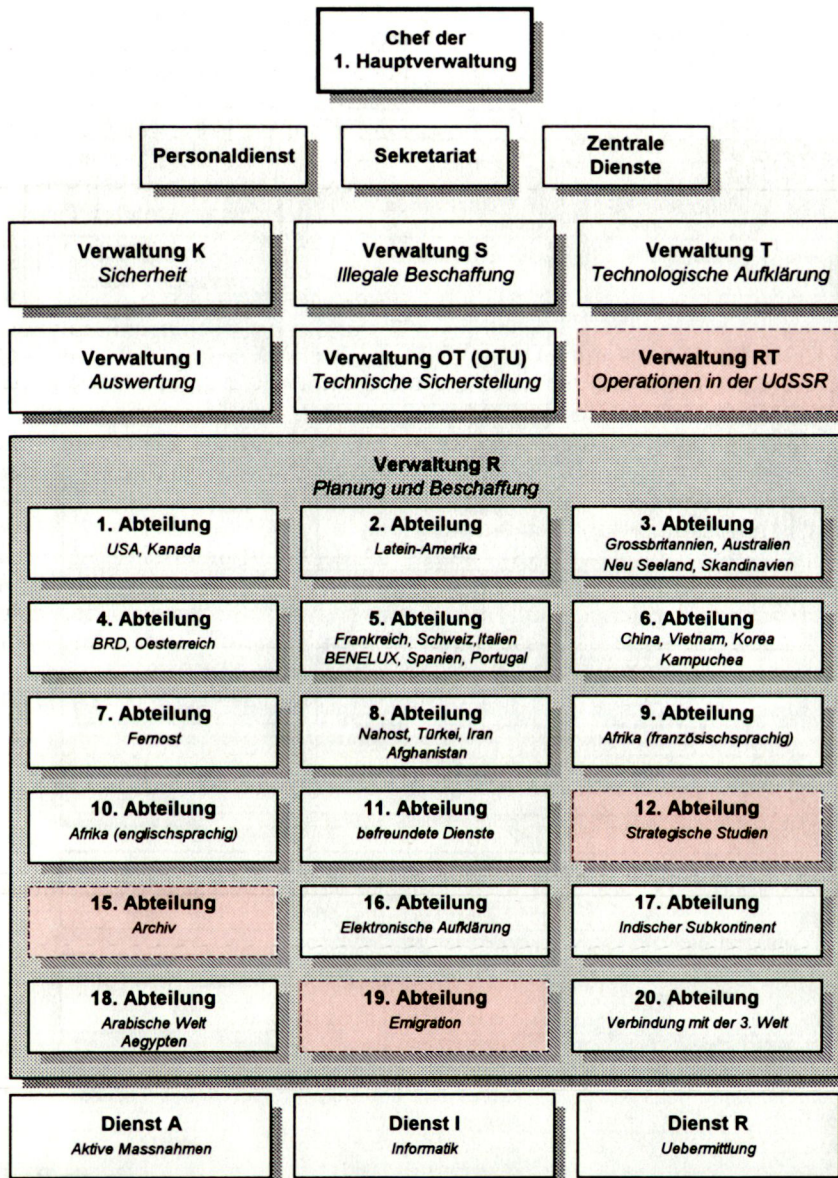 Chef der
1. Hauptverwaltung
Personaldienst
Sekretariat
Zentrale
Dienste
Verwaltung K
Sicherheit
Verwaltung S
Illegale Beschaffung
Verwaltung T
Technologische Aufklärung
Verwaltung I
Auswertung
Verwaltung OT (OTU)
Technische Sicherstellung
Verwaltung RT
Operationen in der UdSSR
Verwaltung R
Planung und Beschaffung
1. Abteilung
USA, Kanada
2. Abteilung
Latein-Amerika
3. Abteilung
Grossbritannien, Australien
Neu Seeland, Skandinavien
4. Abteilung
BRD, Oesterreich
5. Abteilung
Frankreich, Schweiz,Italien
BENELUX, Spanien, Portugal
6. Abteilung
China, Vietnam, Korea
Kampuchea
7. Abteilung
Fernost
8. Abteilung
Nahost, Türkei, Iran
Afghanistan
9. Abteilung
Afrika (französischsprachig)
10. Abteilung
Afrika (englischsprachig)
11. Abteilung
befreundete Dienste
12. Abteilung
Strategische Studien
15. Abteilung
Archiv
16. Abteilung
Elektronische Aufklärung
17. Abteilung
Indischer Subkontinent
18. Abteilung
Arabische Welt
Aegypten
19. Abteilung
Emigration
20. Abteilung
Verbindung mit der 3. Welt
Dienst A
Aktive Massnahmen
Dienst I
Informatik
Dienst R
Uebermittlung